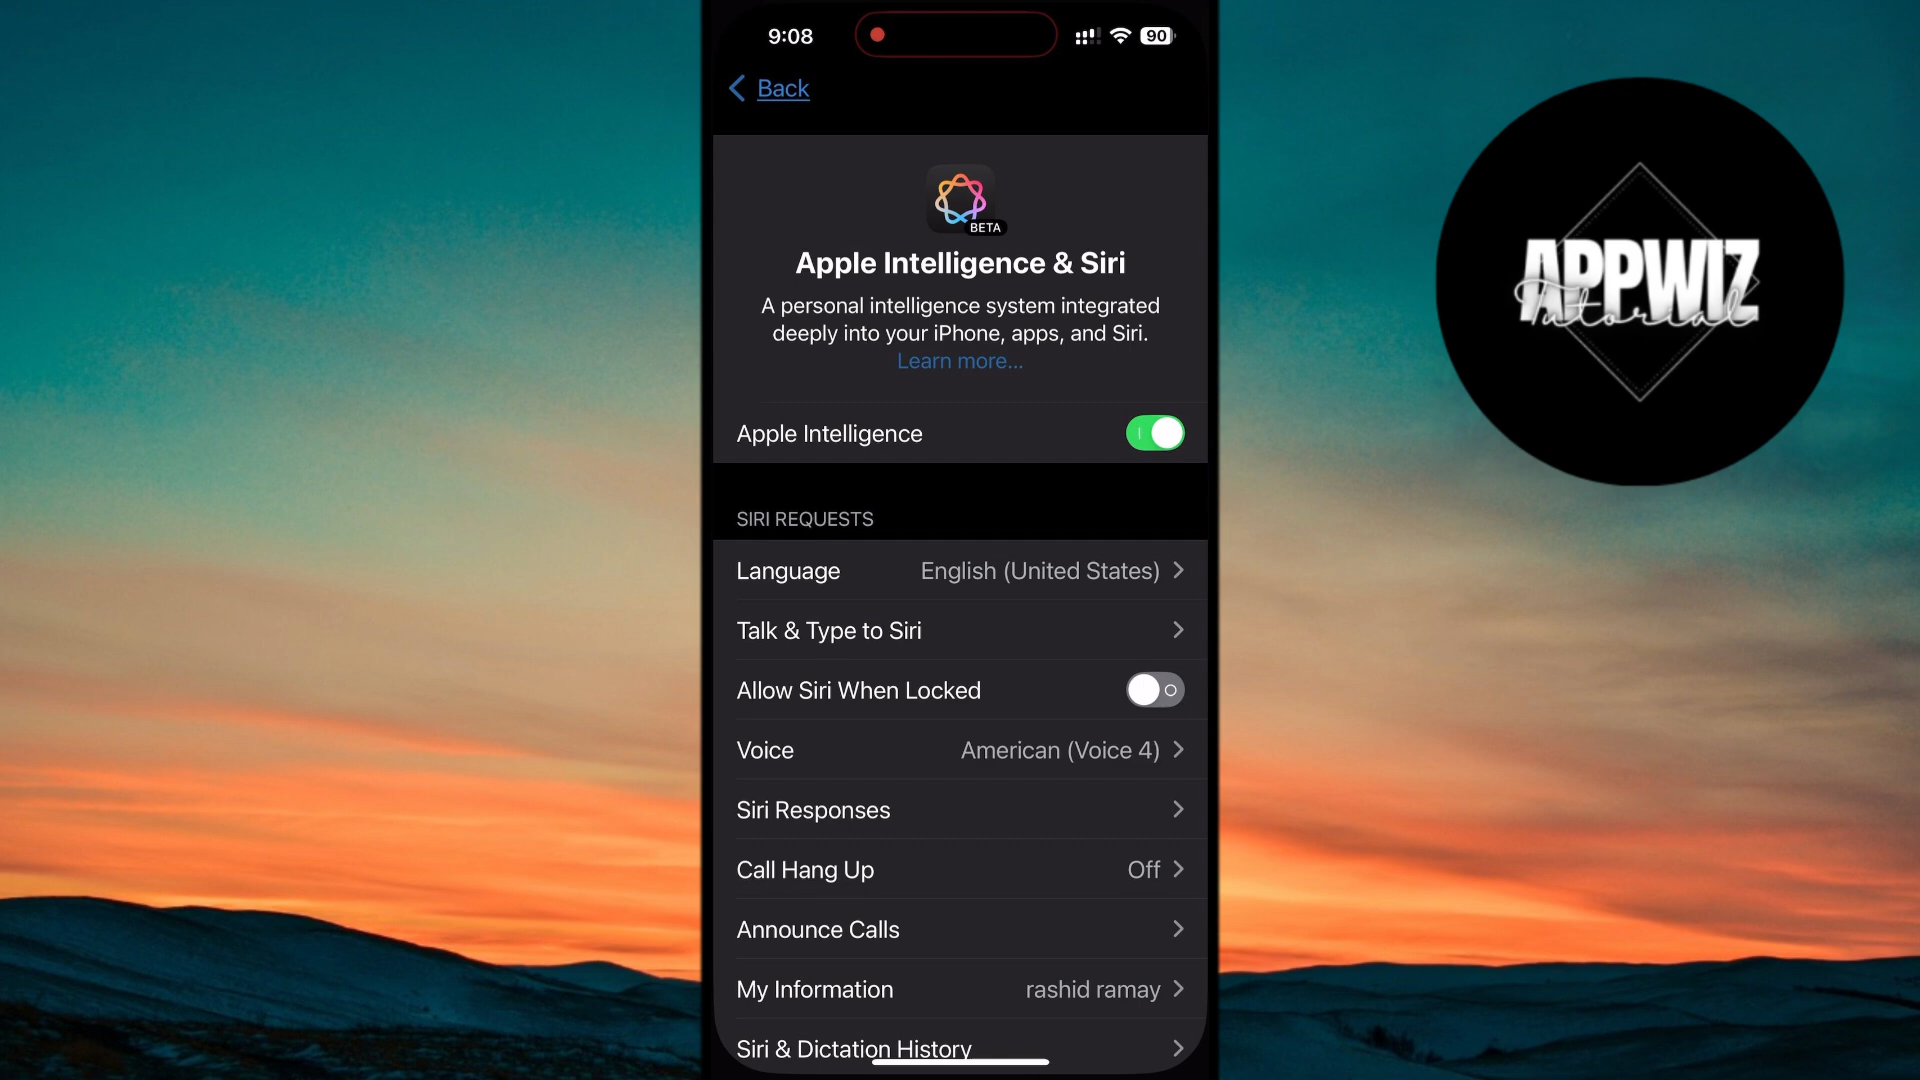 9:08
90
Back
BETA
Apple Intelligence & Siri
A personal intelligence system integrated
deeply into your iPhone, apps, and Siri.
Learn more...
Apple Intelligence
SIRI REQUESTS
Language English (United States)
Talk & Type to Siri
Allow Siri When Locked
Voice American (Voice 4)
Siri Responses
Call Hang Up Off
Announce Calls
My Information rashid ramay
Siri & Dictation History
APPWIZ
Tutorial